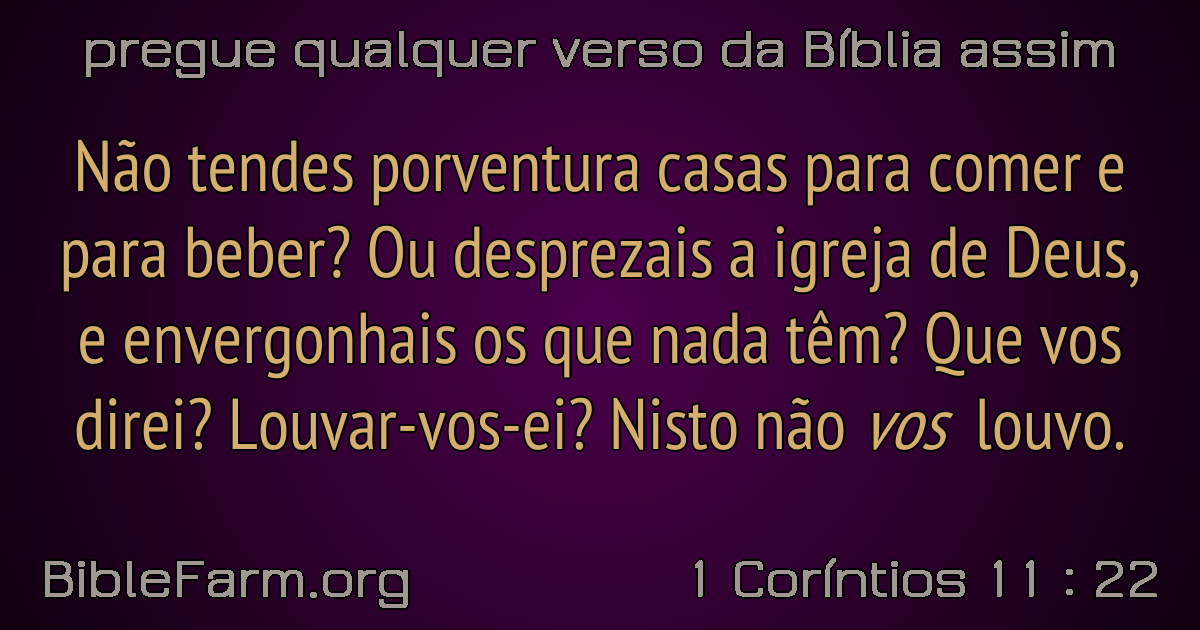 pregue qualquer verso da Bíblia assim
Não tendes porventura casas para comer e
para beber? Ou desprezais a igreja de Deus,
e envergonhais os que nada têm? Que vos
direi? Louvar-vos-ei? Nisto não vos louvo.
BibleFarm.org
1 Coríntios 11 : 22